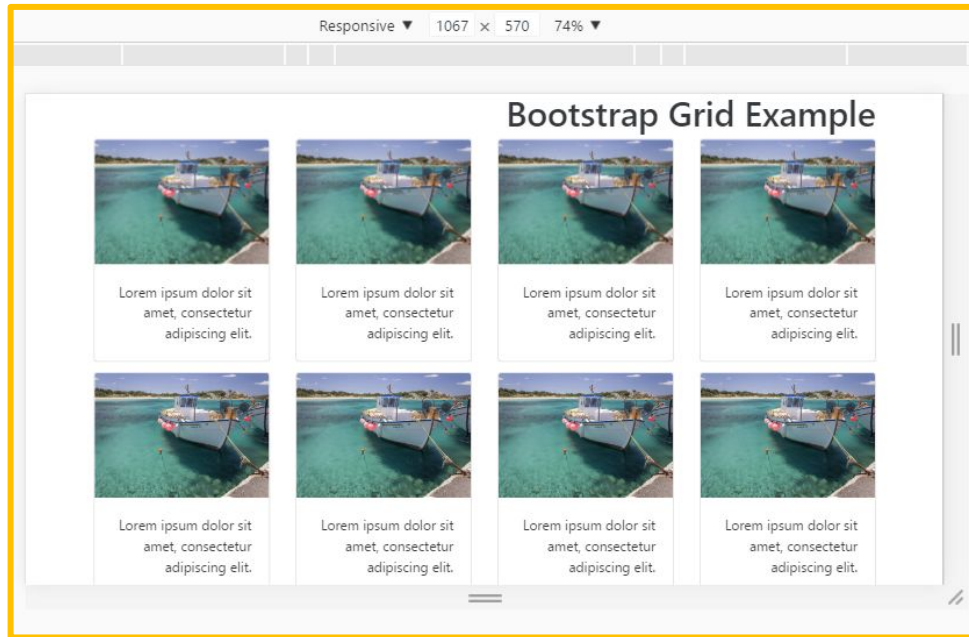 Responsive ▼ 1067 × 570 74% ▼
Bootstrap Grid Example
Lorem ipsum dolor sit
amet, consectetur
adipiscing elit.
Lorem ipsum dolor sit
amet, consectetur
adipiscing elit.
Lorem ipsum dolor sit
amet, consectetur
adipiscing elit.
Lorem ipsum dolor sit
amet, consectetur
adipiscing elit.
Lorem ipsum dolor sit
amet, consectetur
adipiscing elit.
Lorem ipsum dolor sit
amet, consectetur
adipiscing elit.
Lorem ipsum dolor sit
amet, consectetur
adipiscing elit.
Lorem ipsum dolor sit
amet, consectetur
adipiscing elit.